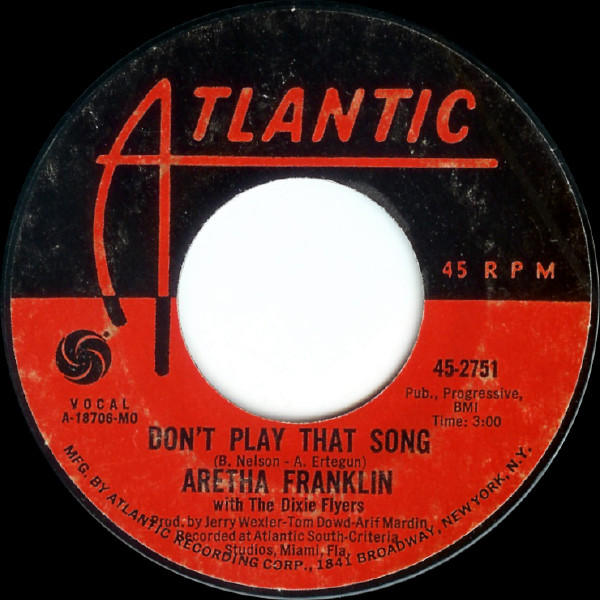 ATLANTIC
45 RPM
45-2751
Pub., Progressive,
BMI
Time: 3:00
VOCAL
A-18706-MO
DON'T PLAY THAT SONG
(B. Nelson - A. Ertegun)
ARETHA FRANKLIN
with The Dixie Flyers
Prod. by Jerry Wexler-Tom Dowd-Arif Mardin
Recorded at Atlantic South-Criteria
Studios, Miami, Fla.
MFG. BY ATLANTIC RECORDING CORP., 1841 BROADWAY, NEW YORK, N.Y.